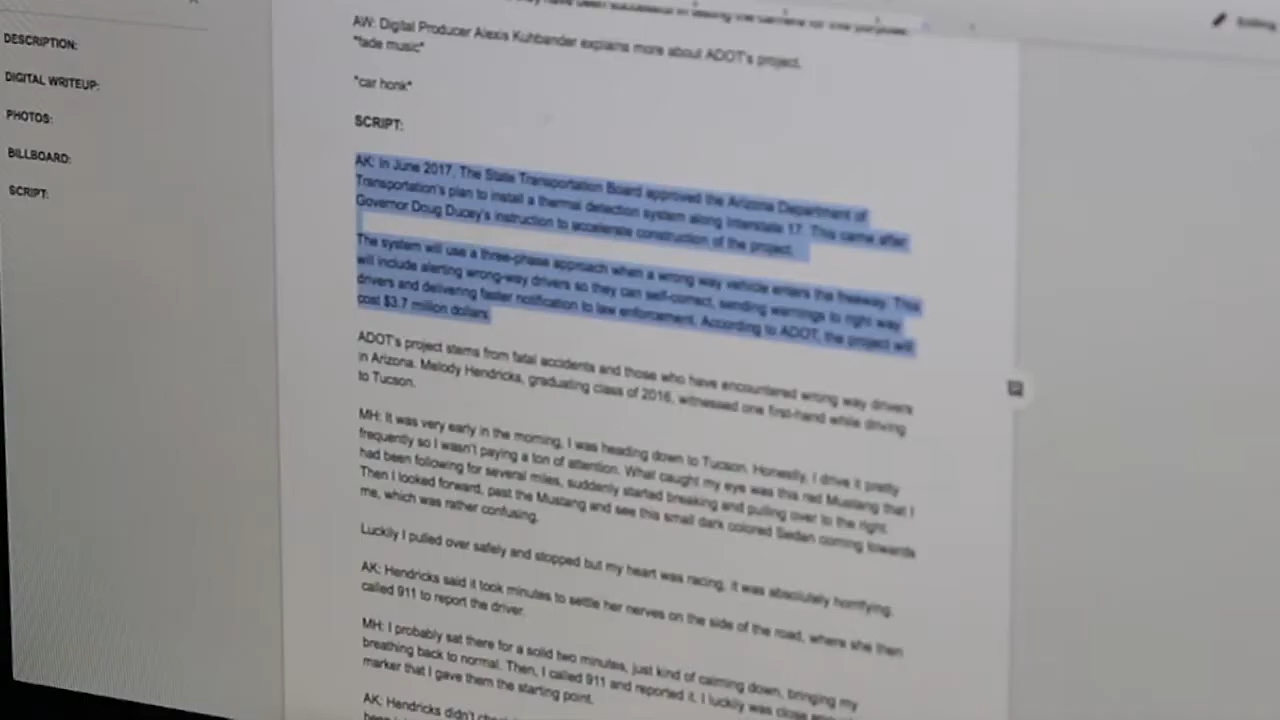 DESCRIPTION:
DIGITAL WRITEUP:
PHOTOS:
BILLBOARD:
SCRIPT:
Editing
AW: Digital Producer Alexis Kuhbander explains more about ADOT's project.
*fade music*
*car honk*
SCRIPT:
AK: In June 2017, The State Transportation Board approved the Arizona Department of
Transportation's plan to install a thermal detection system along Interstate 17. This came after
Governor Doug Ducey's instruction to accelerate construction of the project.
The system will use a three-phase approach when a wrong way vehicle enters the freeway. This
will include alerting wrong-way drivers so they can self-correct, sending warnings to right way
drivers and delivering faster notification to law enforcement. According to ADOT, the project will
cost $3.7 million dollars.
ADOT's project stems from fatal accidents and those who have encountered wrong way drivers
in Arizona. Melody Hendricks, graduating class of 2016, witnessed one first-hand while driving
to Tucson.
MH: It was very early in the morning, I was heading down to Tucson. Honestly, I drive it pretty
frequently so I wasn't paying a ton of attention. What caught my eye was this red Mustang that I
had been following for several miles, suddenly started breaking and pulling over to the right.
Then I looked forward, past the Mustang and see this small dark colored Sedan coming towards
me, which was rather confusing.
Luckily I pulled over safely and stopped but my heart was racing, it was absolutely horrifying.
AK: Hendricks said it took minutes to settle her nerves on the side of the road, where she then
called 911 to report the driver.
MH: I probably sat there for a solid two minutes, just kind of calming down, bringing my
breathing back to normal. Then, I called 911 and reported it. I luckily was close
marker that I gave them the starting point.
AK: Hendricks didn't